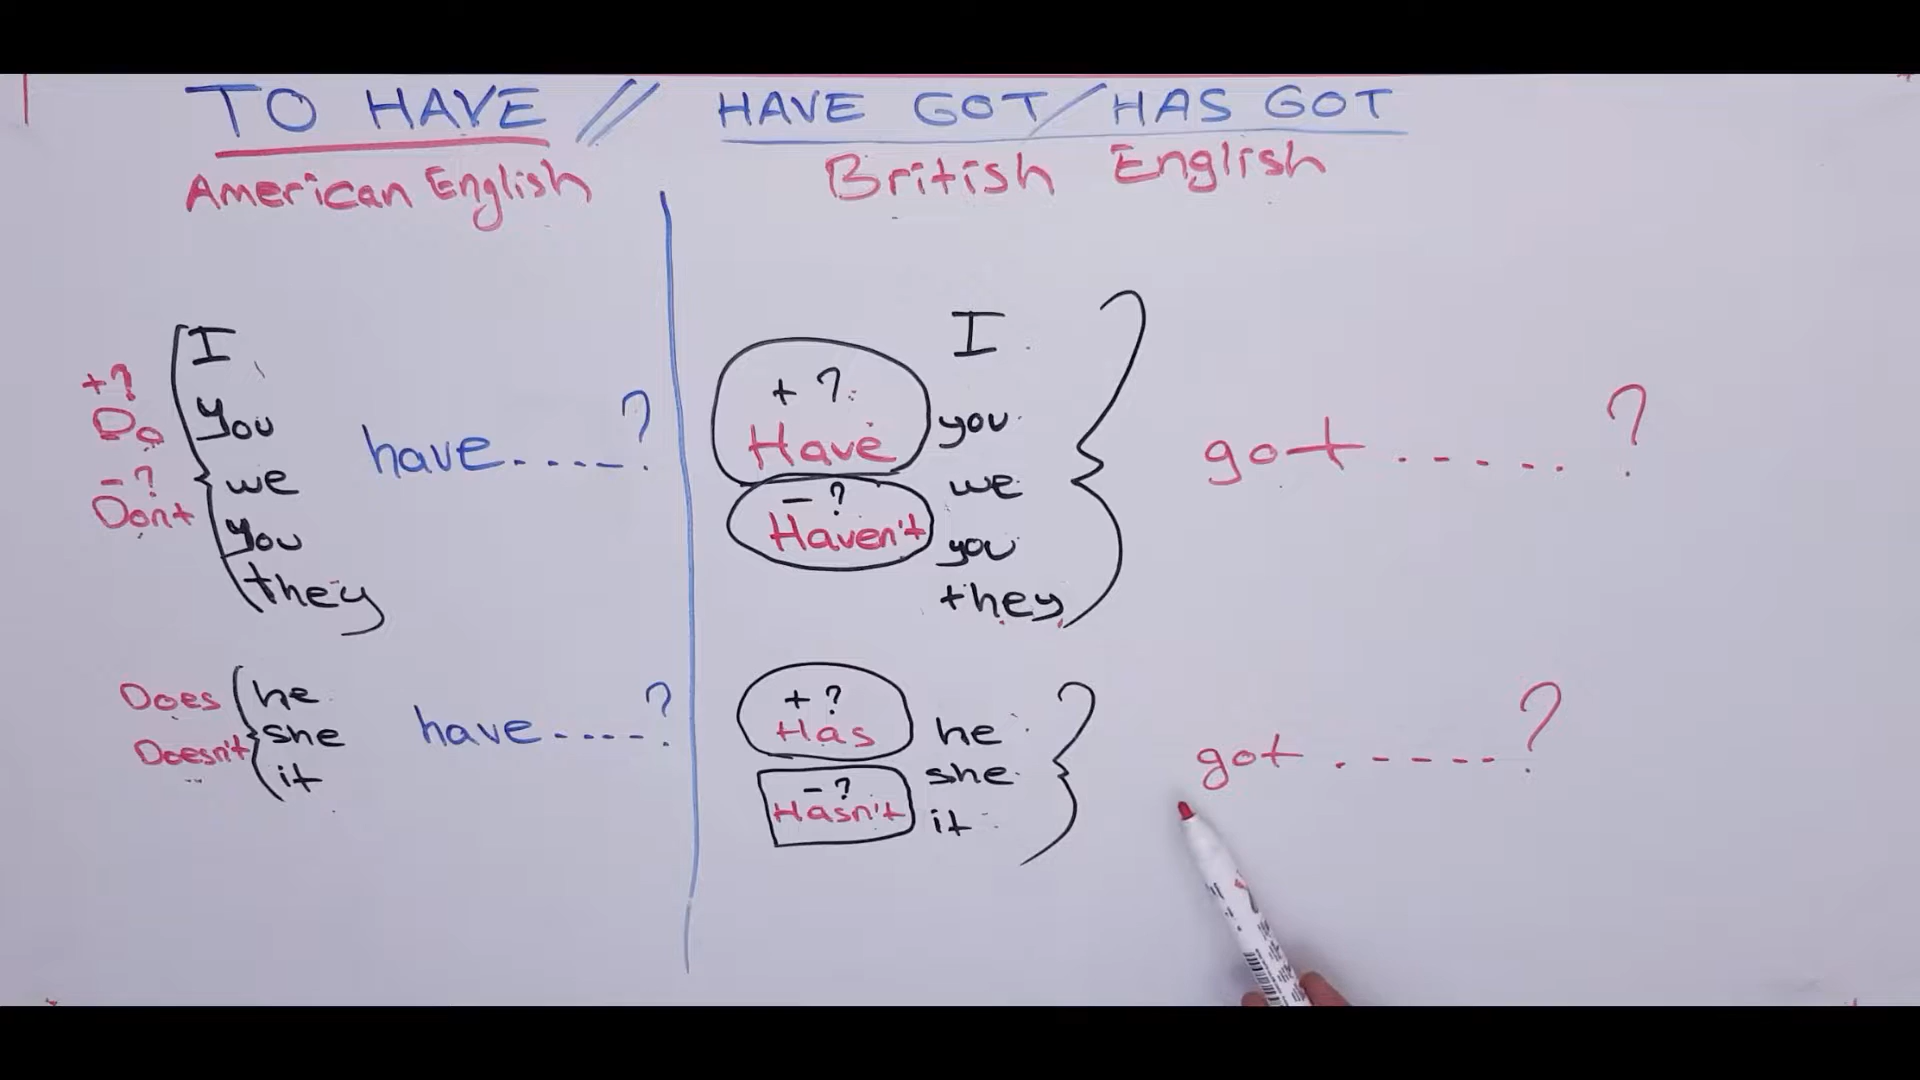 TO HAVE // HAVE GOT/HAS GOT
American English
British English
+?
Do
-?
Don't
I
you
we
you
they
have.....?
Does
Doesn't
he
she
it
have.....?
+?
Have
-?
Haven't
I
you
we
you
they
got.....?
+?
Has
-?
Hasn't
he
she
it
got.....?